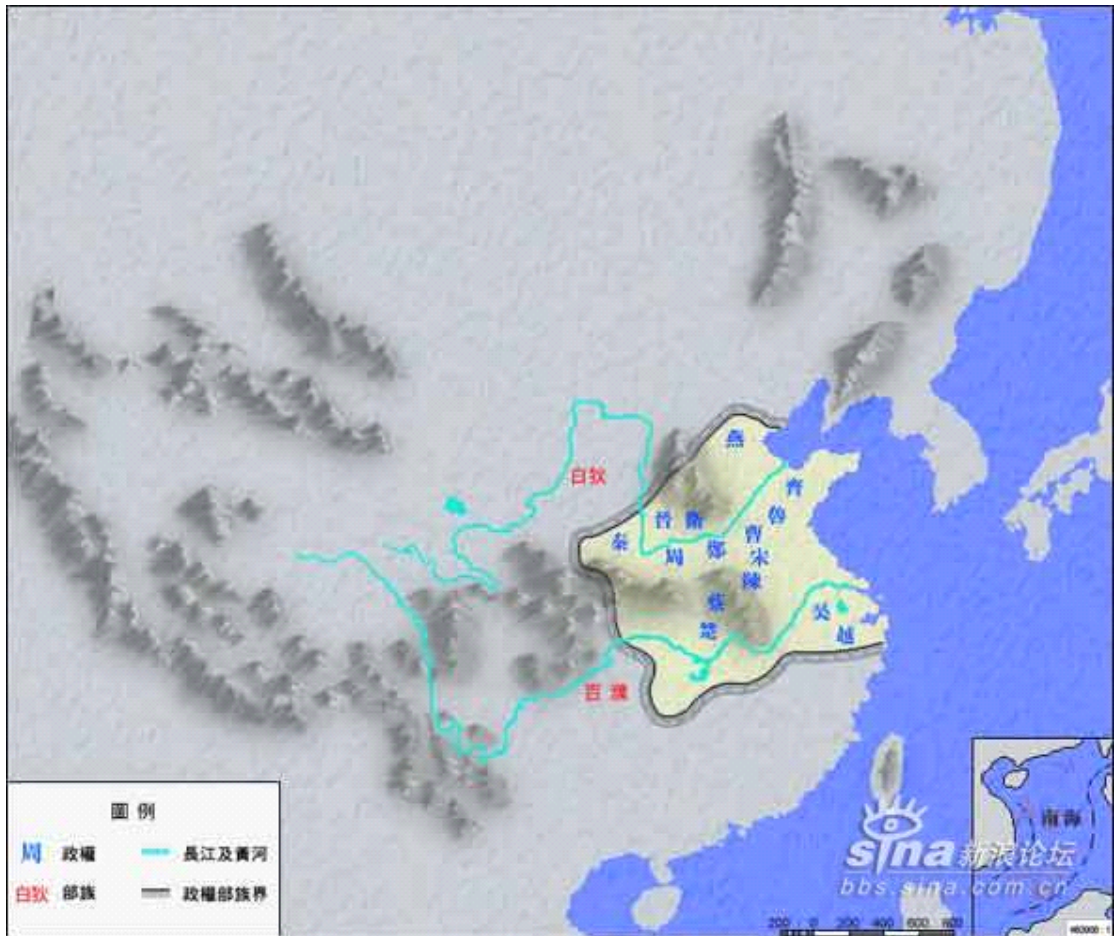 燕
白狄
齊
魯
晉 衛
曹
秦
周 鄭 宋
陳
蔡
吳
楚
越
百濮
圖例
周 政權
長江及黃河
白狄 部族
政權部族界
南海
sina 新浪论坛
bbs.sina.com.cn
200 0 200 400 600 800